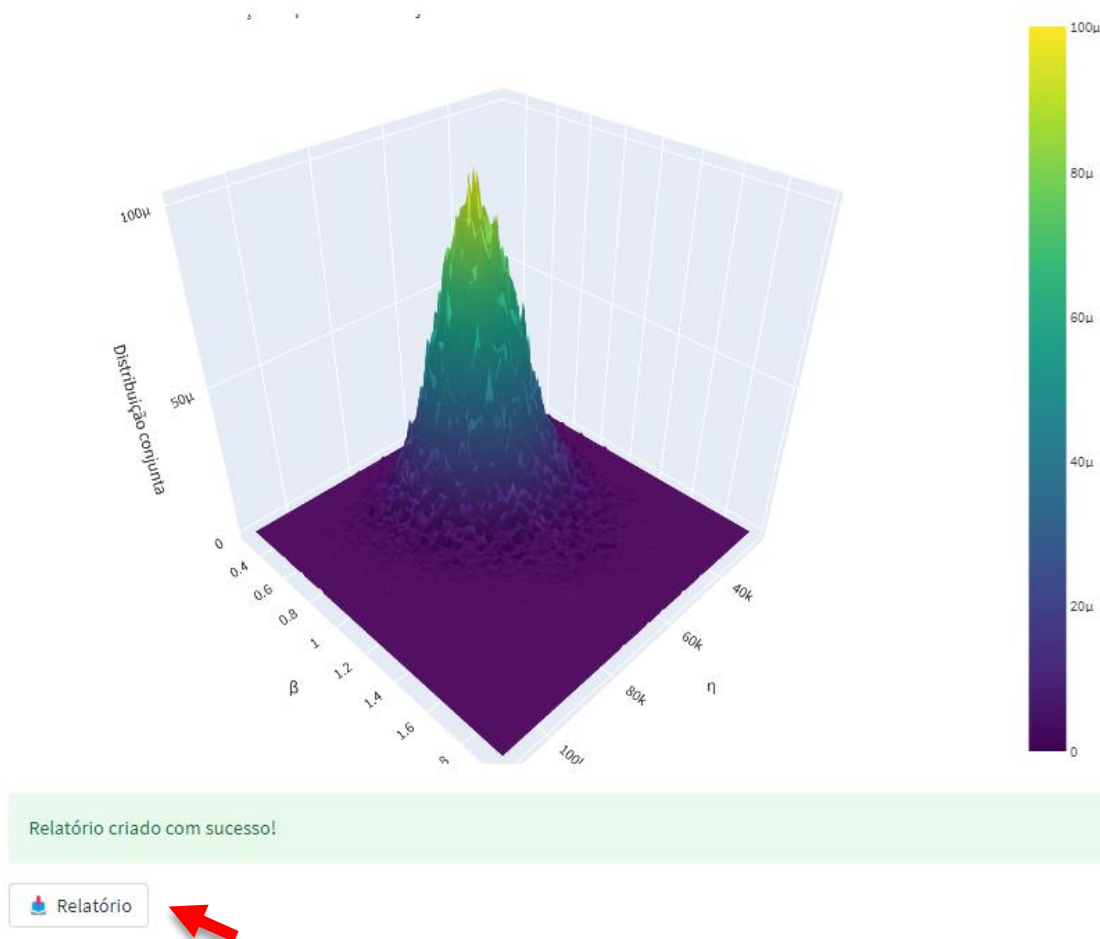 100µ
80µ
60µ
40µ
20µ
0
100µ
50µ
0
Distribuição conjunta
0.4
0.6
0.8
1
1.2
1.4
1.6
β
40k
60k
80k
η
Relatório criado com sucesso!
Relatório